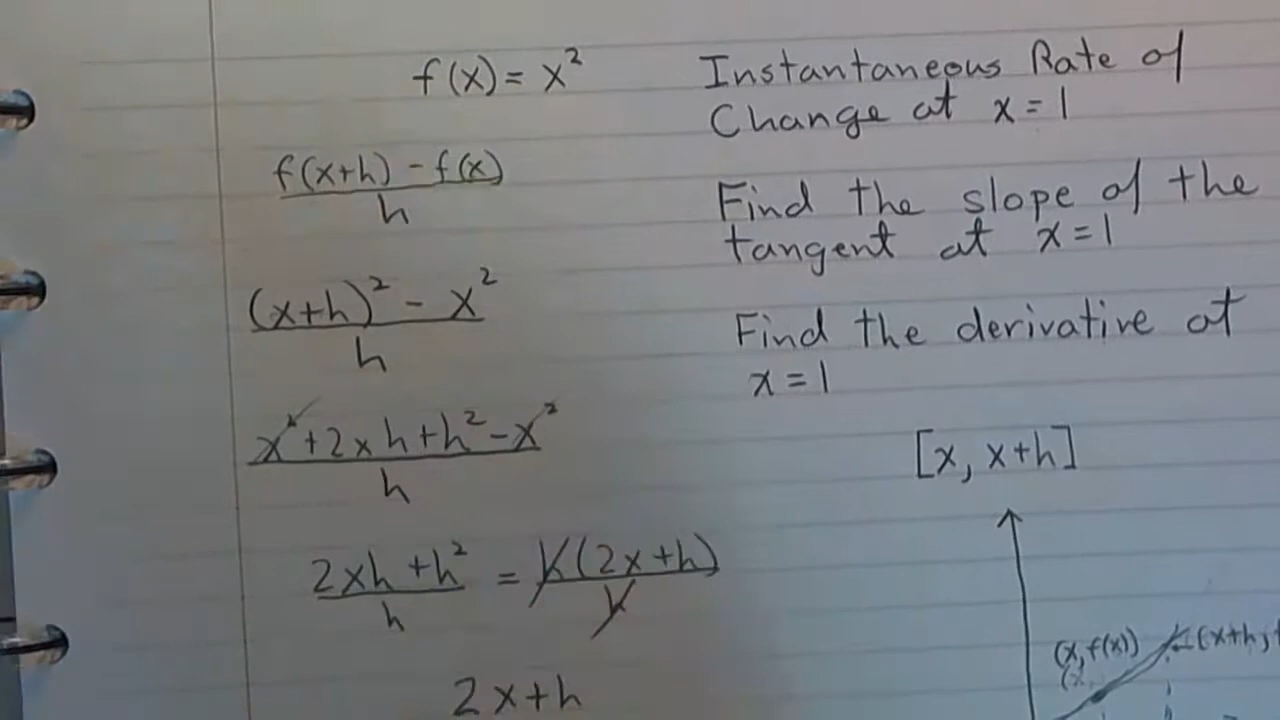 f(x) = x²
f(x+h) - f(x)
h
(x+h)² - x²
h
x² + 2xh + h² - x²
h
2xh + h² = h(2x+h)
h h
2x+h
Instantaneous Rate of
Change at x = 1
Find the slope of the
tangent at x = 1
Find the derivative at
x = 1
[x, x+h]
(x, f(x)) (x+h, f
(x